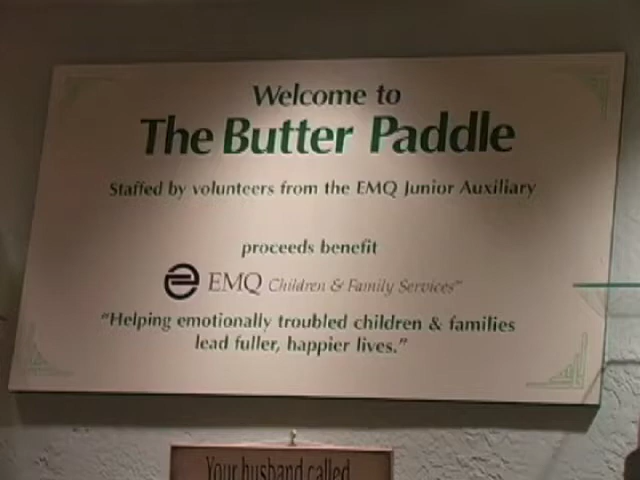 Welcome to
The Butter Paddle
Staffed by volunteers from the EMQ Junior Auxiliary
proceeds benefit
EMQ Children & Family Services℠
"Helping emotionally troubled children & families
lead fuller, happier lives."
Your husband called